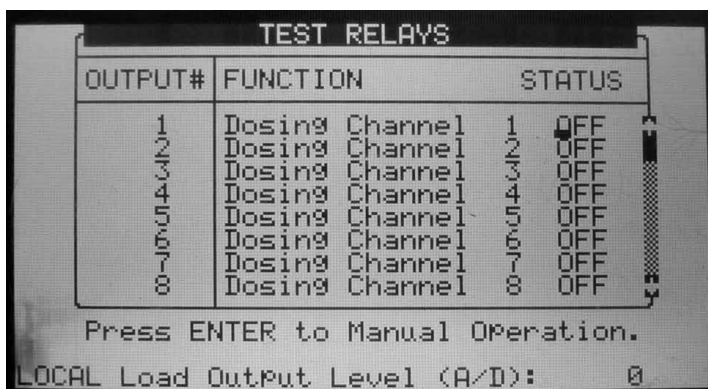 TEST RELAYS
OUTPUT# FUNCTION STATUS
1 Dosing Channel 1 OFF
2 Dosing Channel 2 OFF
3 Dosing Channel 3 OFF
4 Dosing Channel 4 OFF
5 Dosing Channel 5 OFF
6 Dosing Channel 6 OFF
7 Dosing Channel 7 OFF
8 Dosing Channel 8 OFF
Press ENTER to Manual Operation.
LOCAL Load Output Level (A/D): 0